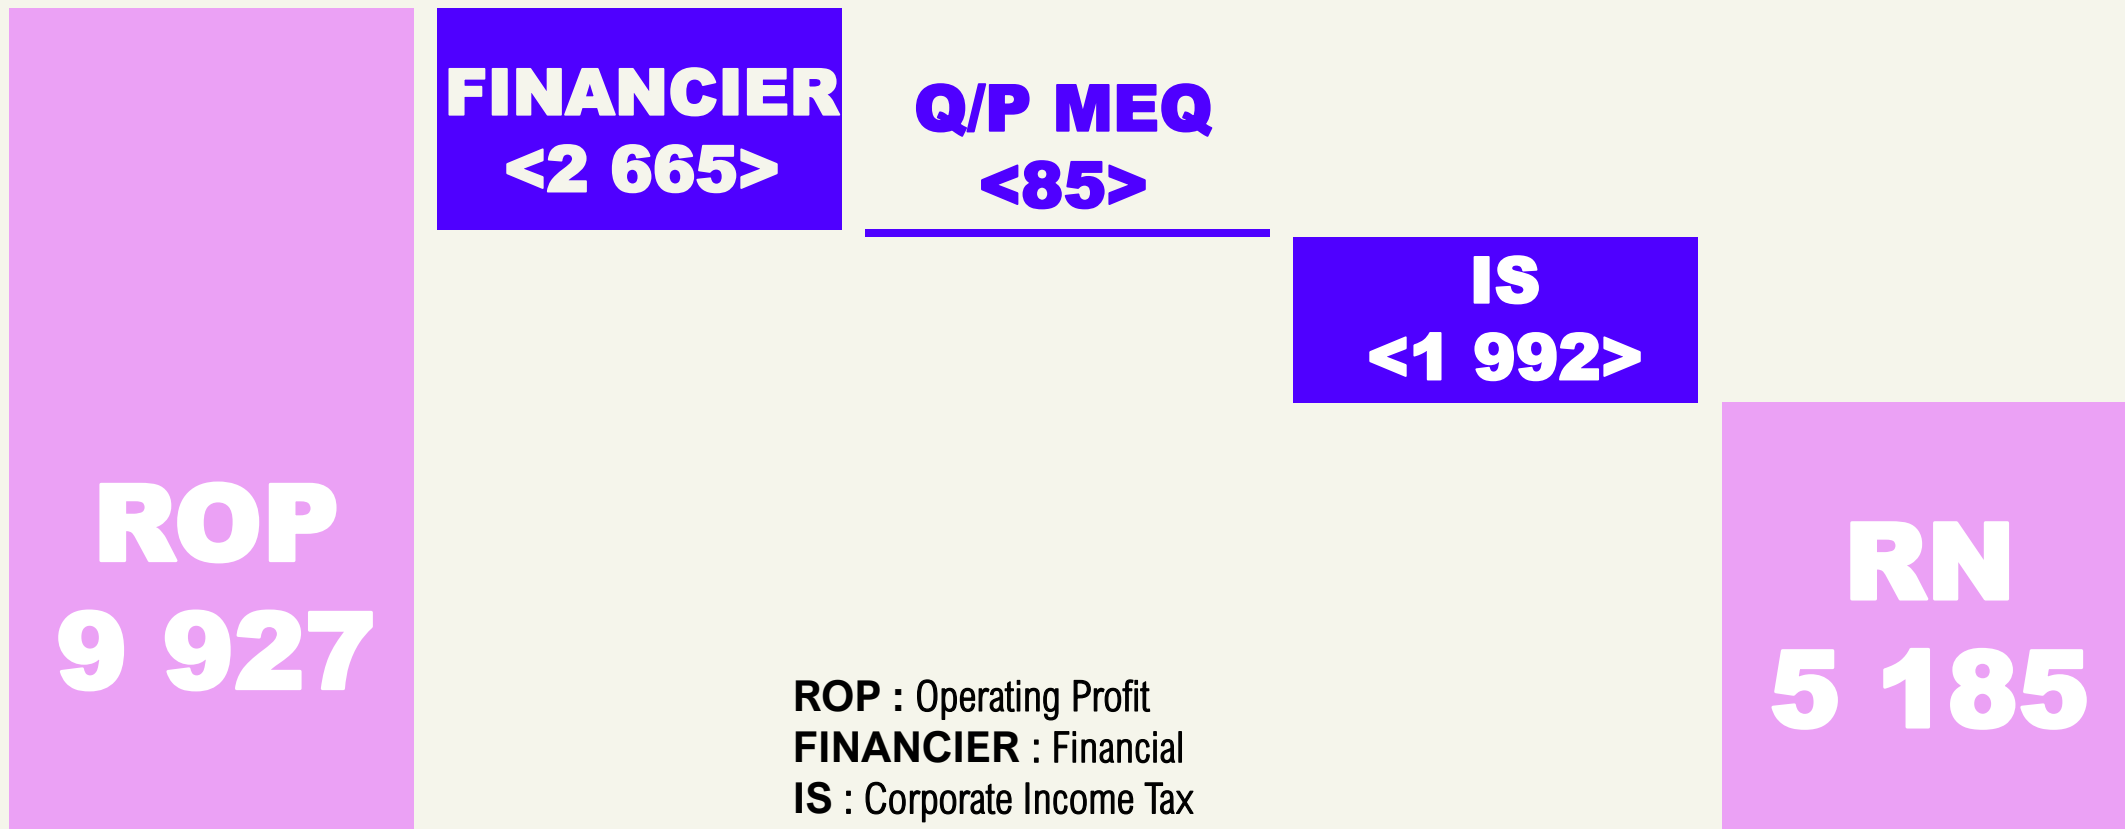 FINANCIER
<2 665>
Q/P MEQ
<85>
IS
<1 992>
ROP
9 927
RN
5 185
ROP : Operating Profit
FINANCIER : Financial
IS : Corporate Income Tax